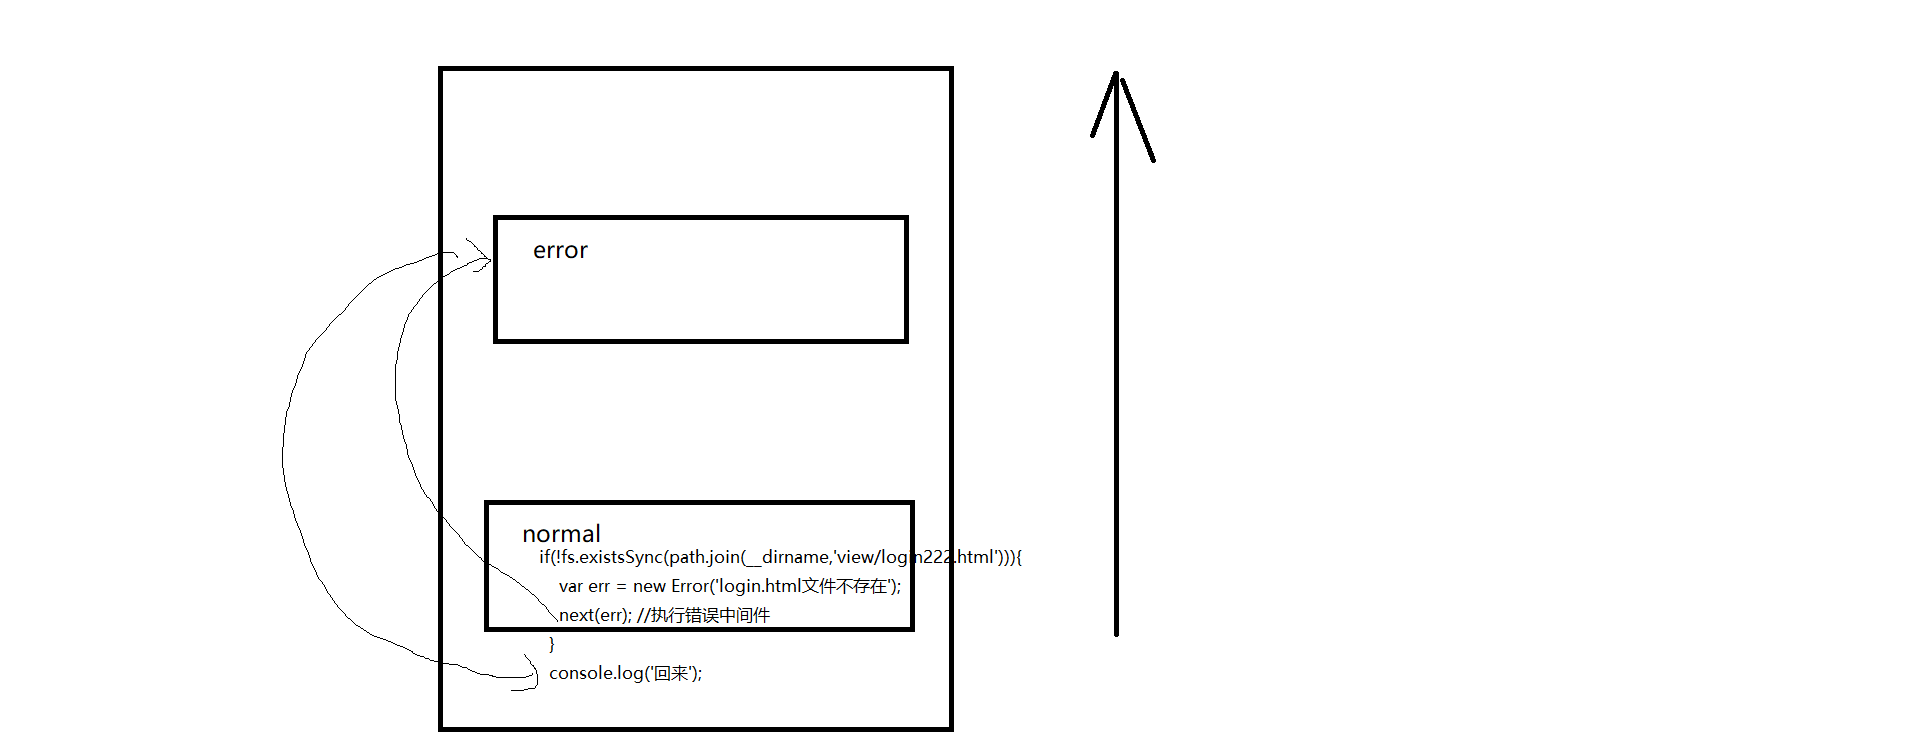 error
normal
if(!fs.existsSync(path.join(__dirname,'view/login222.html'))){
var err = new Error('login.html文件不存在');
next(err); //执行错误中间件
}
console.log('回来');